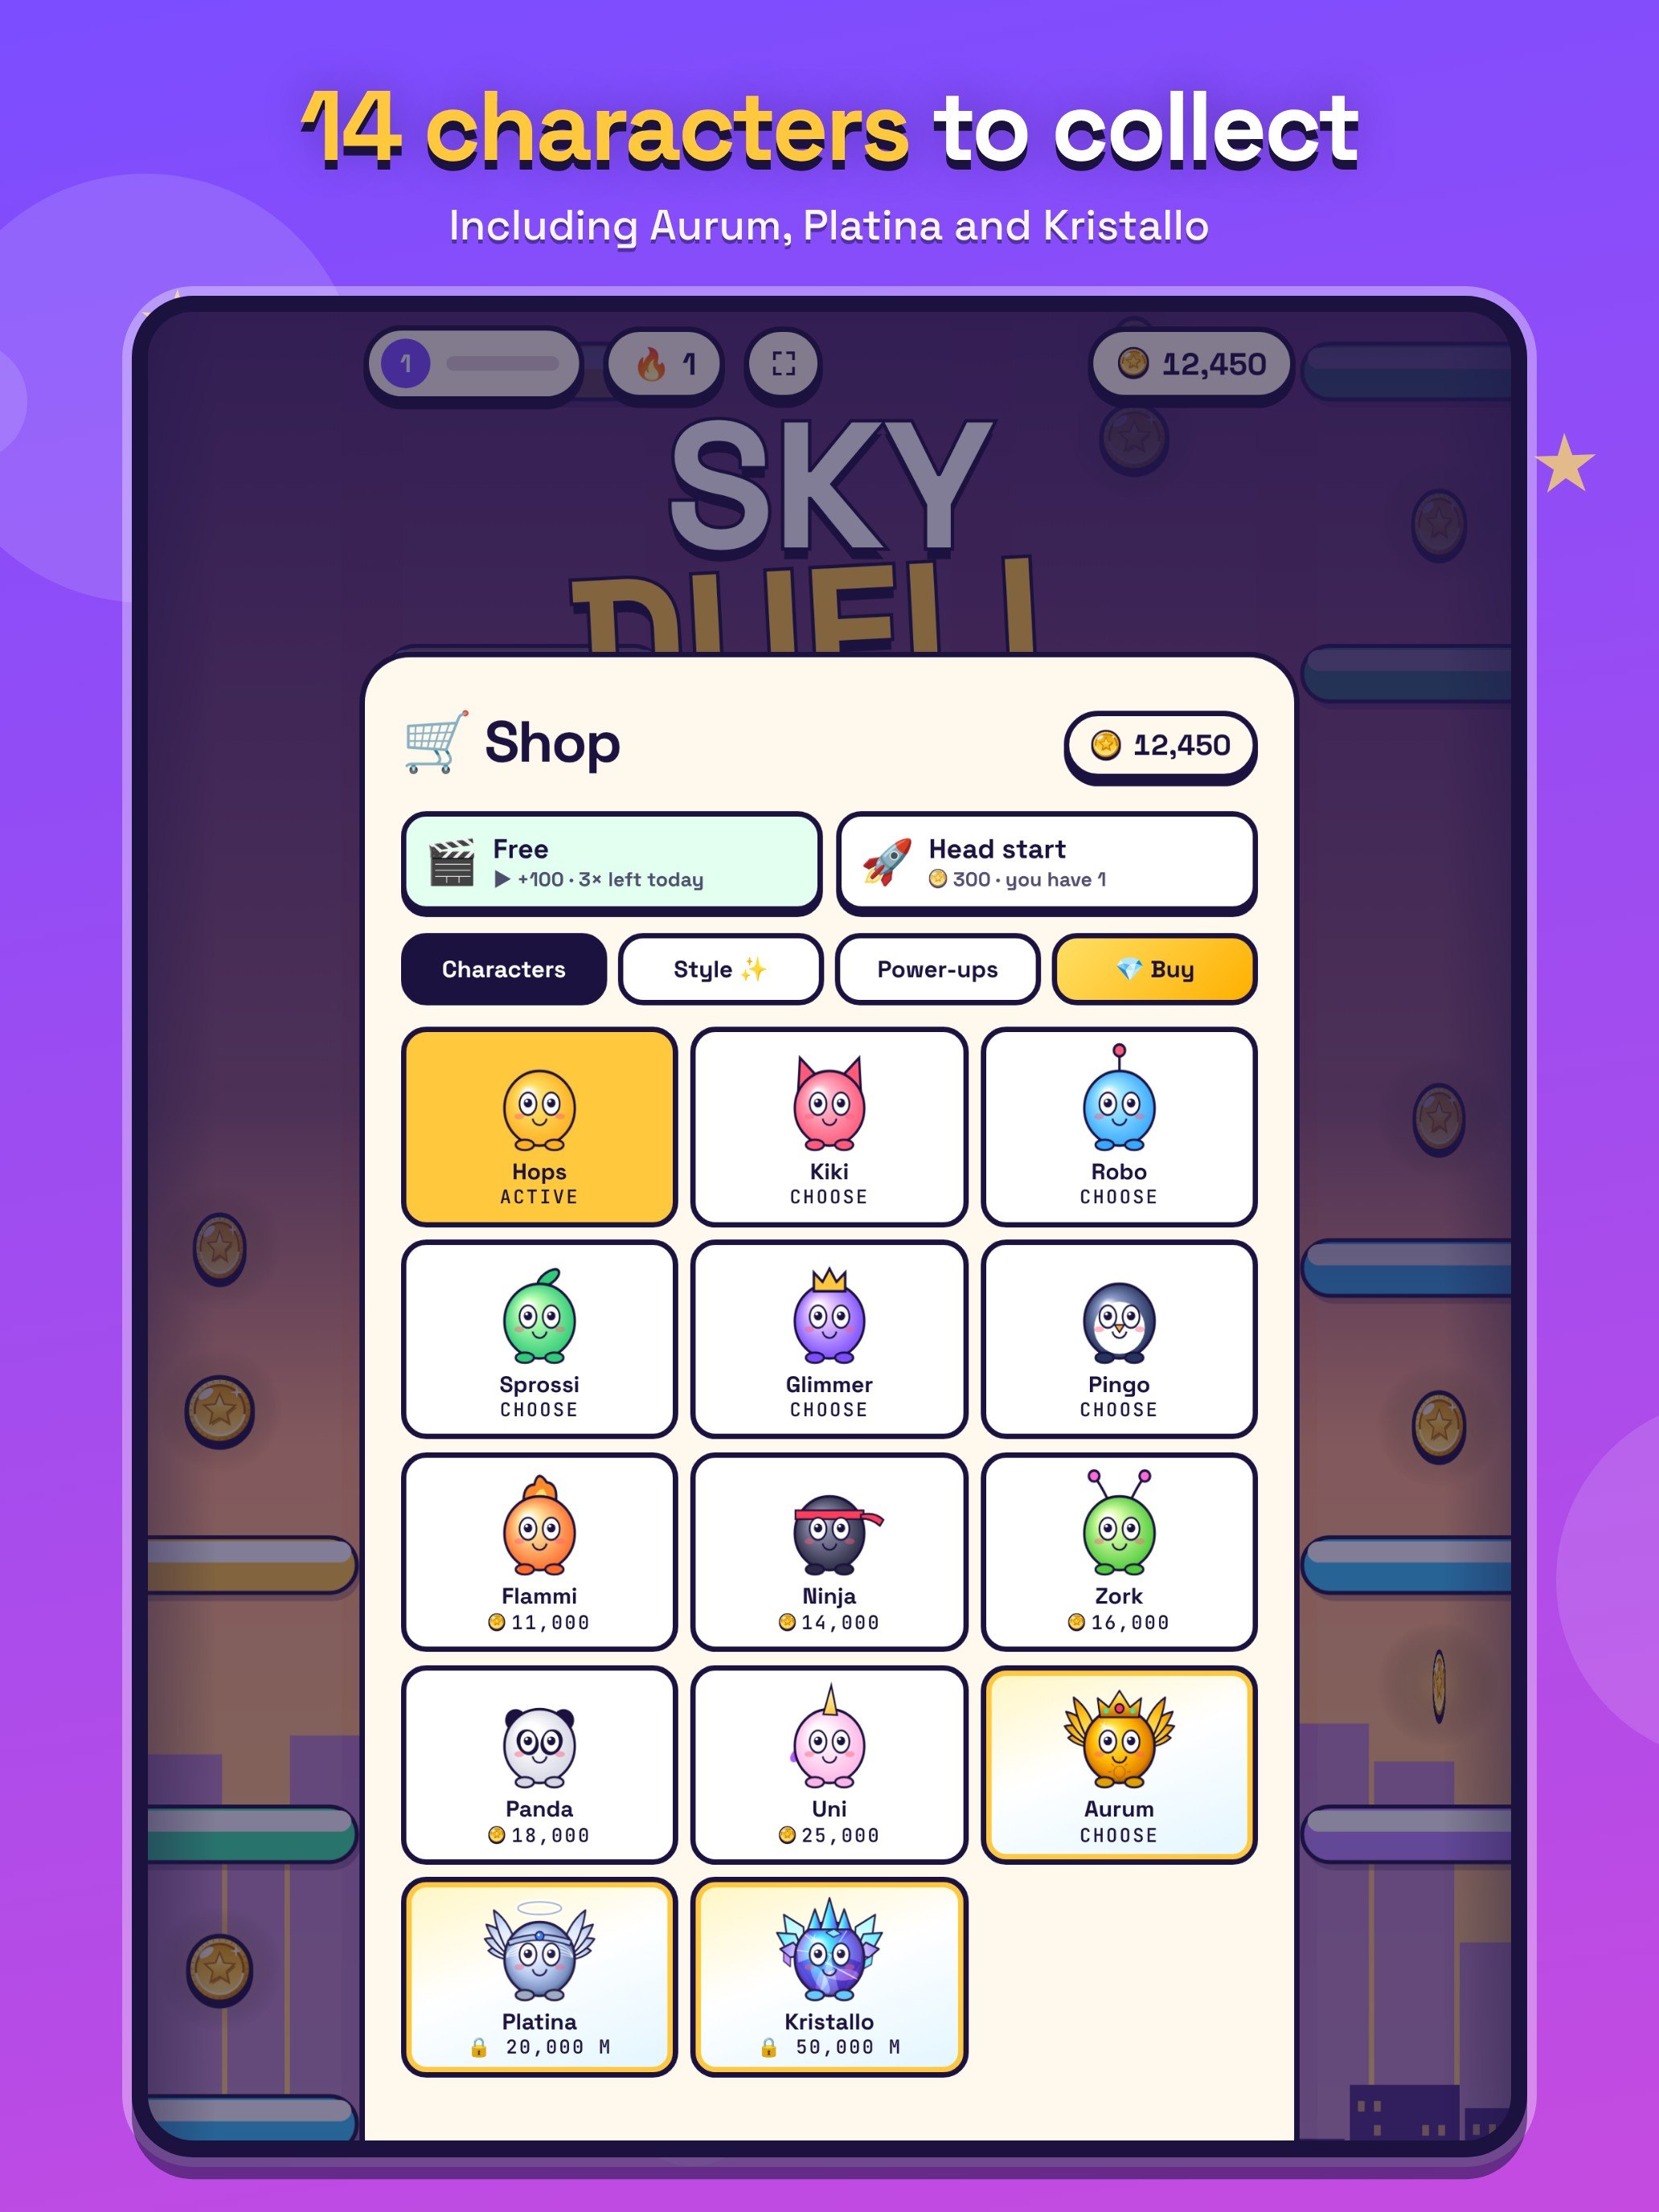 14 characters to collect
Including Aurum, Platina and Kristallo
1
🔥 1
12,450
SKY
DUELL
🛒 Shop
12,450
🎬 Free
▶ +100 · 3× left today
🚀 Head start
300 · you have 1
Characters
Style ✨
Power-ups
💎 Buy
Hops
ACTIVE
Kiki
CHOOSE
Robo
CHOOSE
Sprossi
CHOOSE
Glimmer
CHOOSE
Pingo
CHOOSE
Flammi
11,000
Ninja
14,000
Zork
16,000
Panda
18,000
Uni
25,000
Aurum
CHOOSE
Platina
🔒 20,000 M
Kristallo
🔒 50,000 M